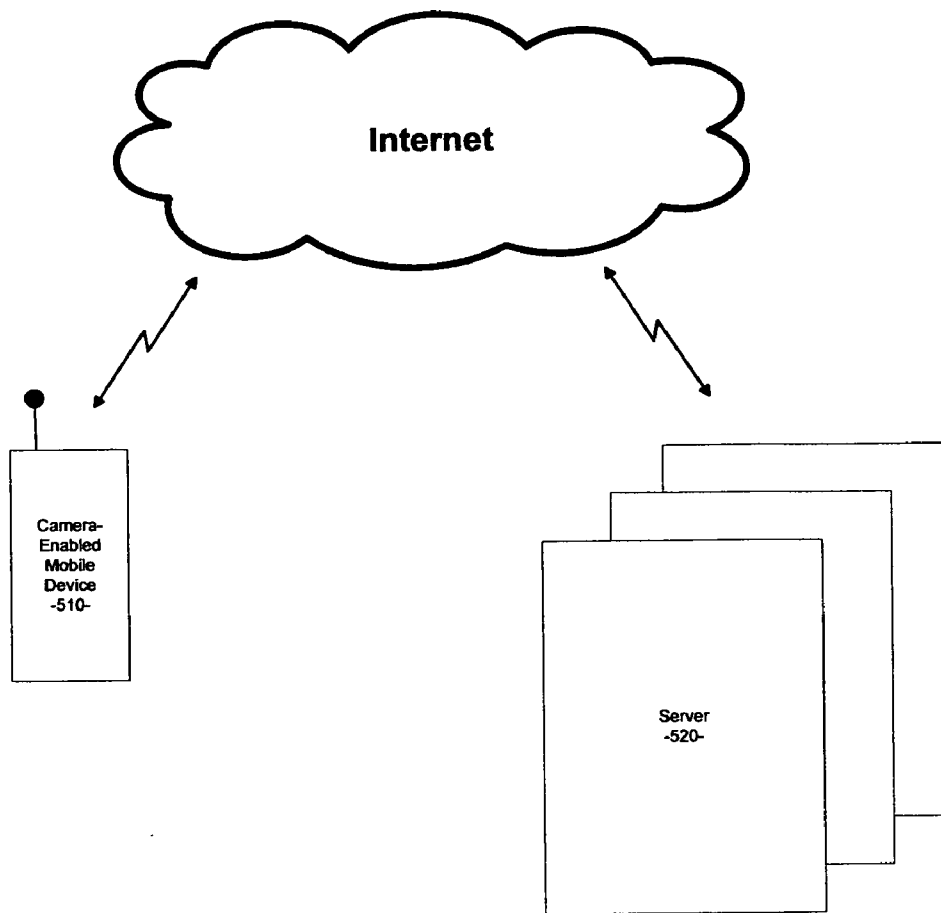 Internet
Camera-
Enabled
Mobile
Device
-510-
Server
-520-